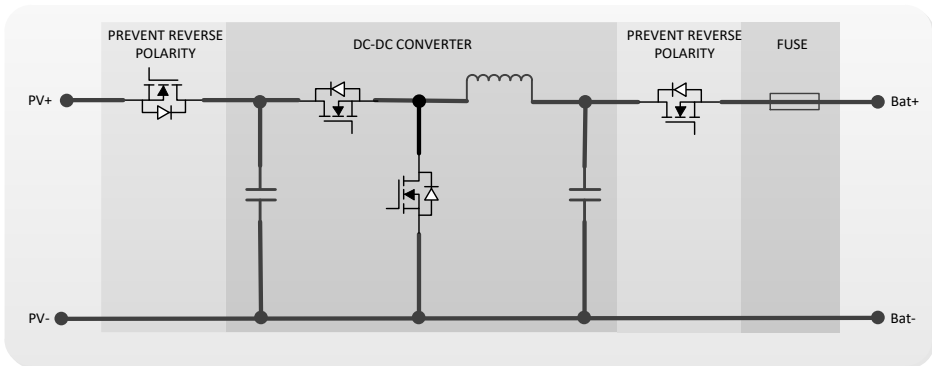 PREVENT REVERSE
POLARITY
DC-DC CONVERTER
PREVENT REVERSE
POLARITY
FUSE
PV+
Bat+
PV-
Bat-